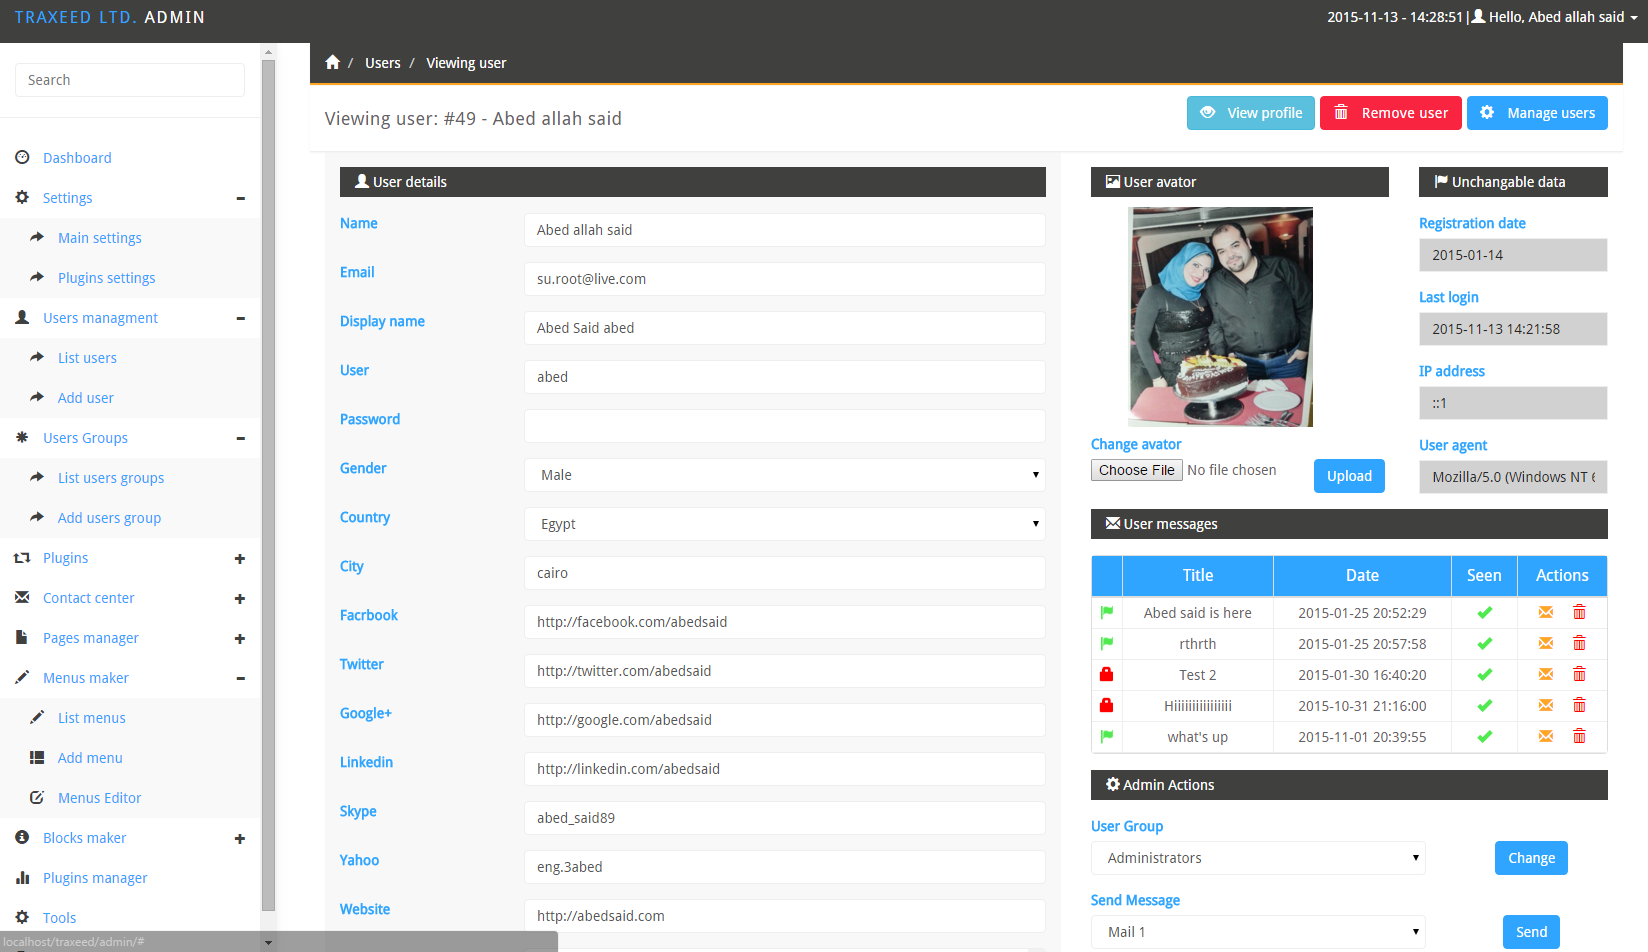 TRAXEED LTD. ADMIN
2015-11-13 - 14:28:51| Hello, Abed allah said
Search
Dashboard
Settings
Main settings
Plugins settings
Users managment
List users
Add user
Users Groups
List users groups
Add users group
Plugins
Contact center
Pages manager
Menus maker
List menus
Add menu
Menus Editor
Blocks maker
Plugins manager
Tools
localhost/traxeed/admin/#
/ Users / Viewing user
Viewing user: #49 - Abed allah said
View profile
Remove user
Manage users
User details
Name
Abed allah said
Email
su.root@live.com
Display name
Abed Said abed
User
abed
Password
Gender
Male
Country
Egypt
City
cairo
Facrbook
http://facebook.com/abedsaid
Twitter
http://twitter.com/abedsaid
Google+
http://google.com/abedsaid
Linkedin
http://linkedin.com/abedsaid
Skype
abed_said89
Yahoo
eng.3abed
Website
http://abedsaid.com
User avator
Change avator
Choose File No file chosen
Upload
Unchangable data
Registration date
2015-01-14
Last login
2015-11-13 14:21:58
IP address
::1
User agent
Mozilla/5.0 (Windows NT 6
User messages
Title Date Seen Actions
Abed said is here 2015-01-25 20:52:29
rthrth 2015-01-25 20:57:58
Test 2 2015-01-30 16:40:20
Hiiiiiiiiiiiiiiii 2015-10-31 21:16:00
what's up 2015-11-01 20:39:55
Admin Actions
User Group
Administrators
Change
Send Message
Mail 1
Send